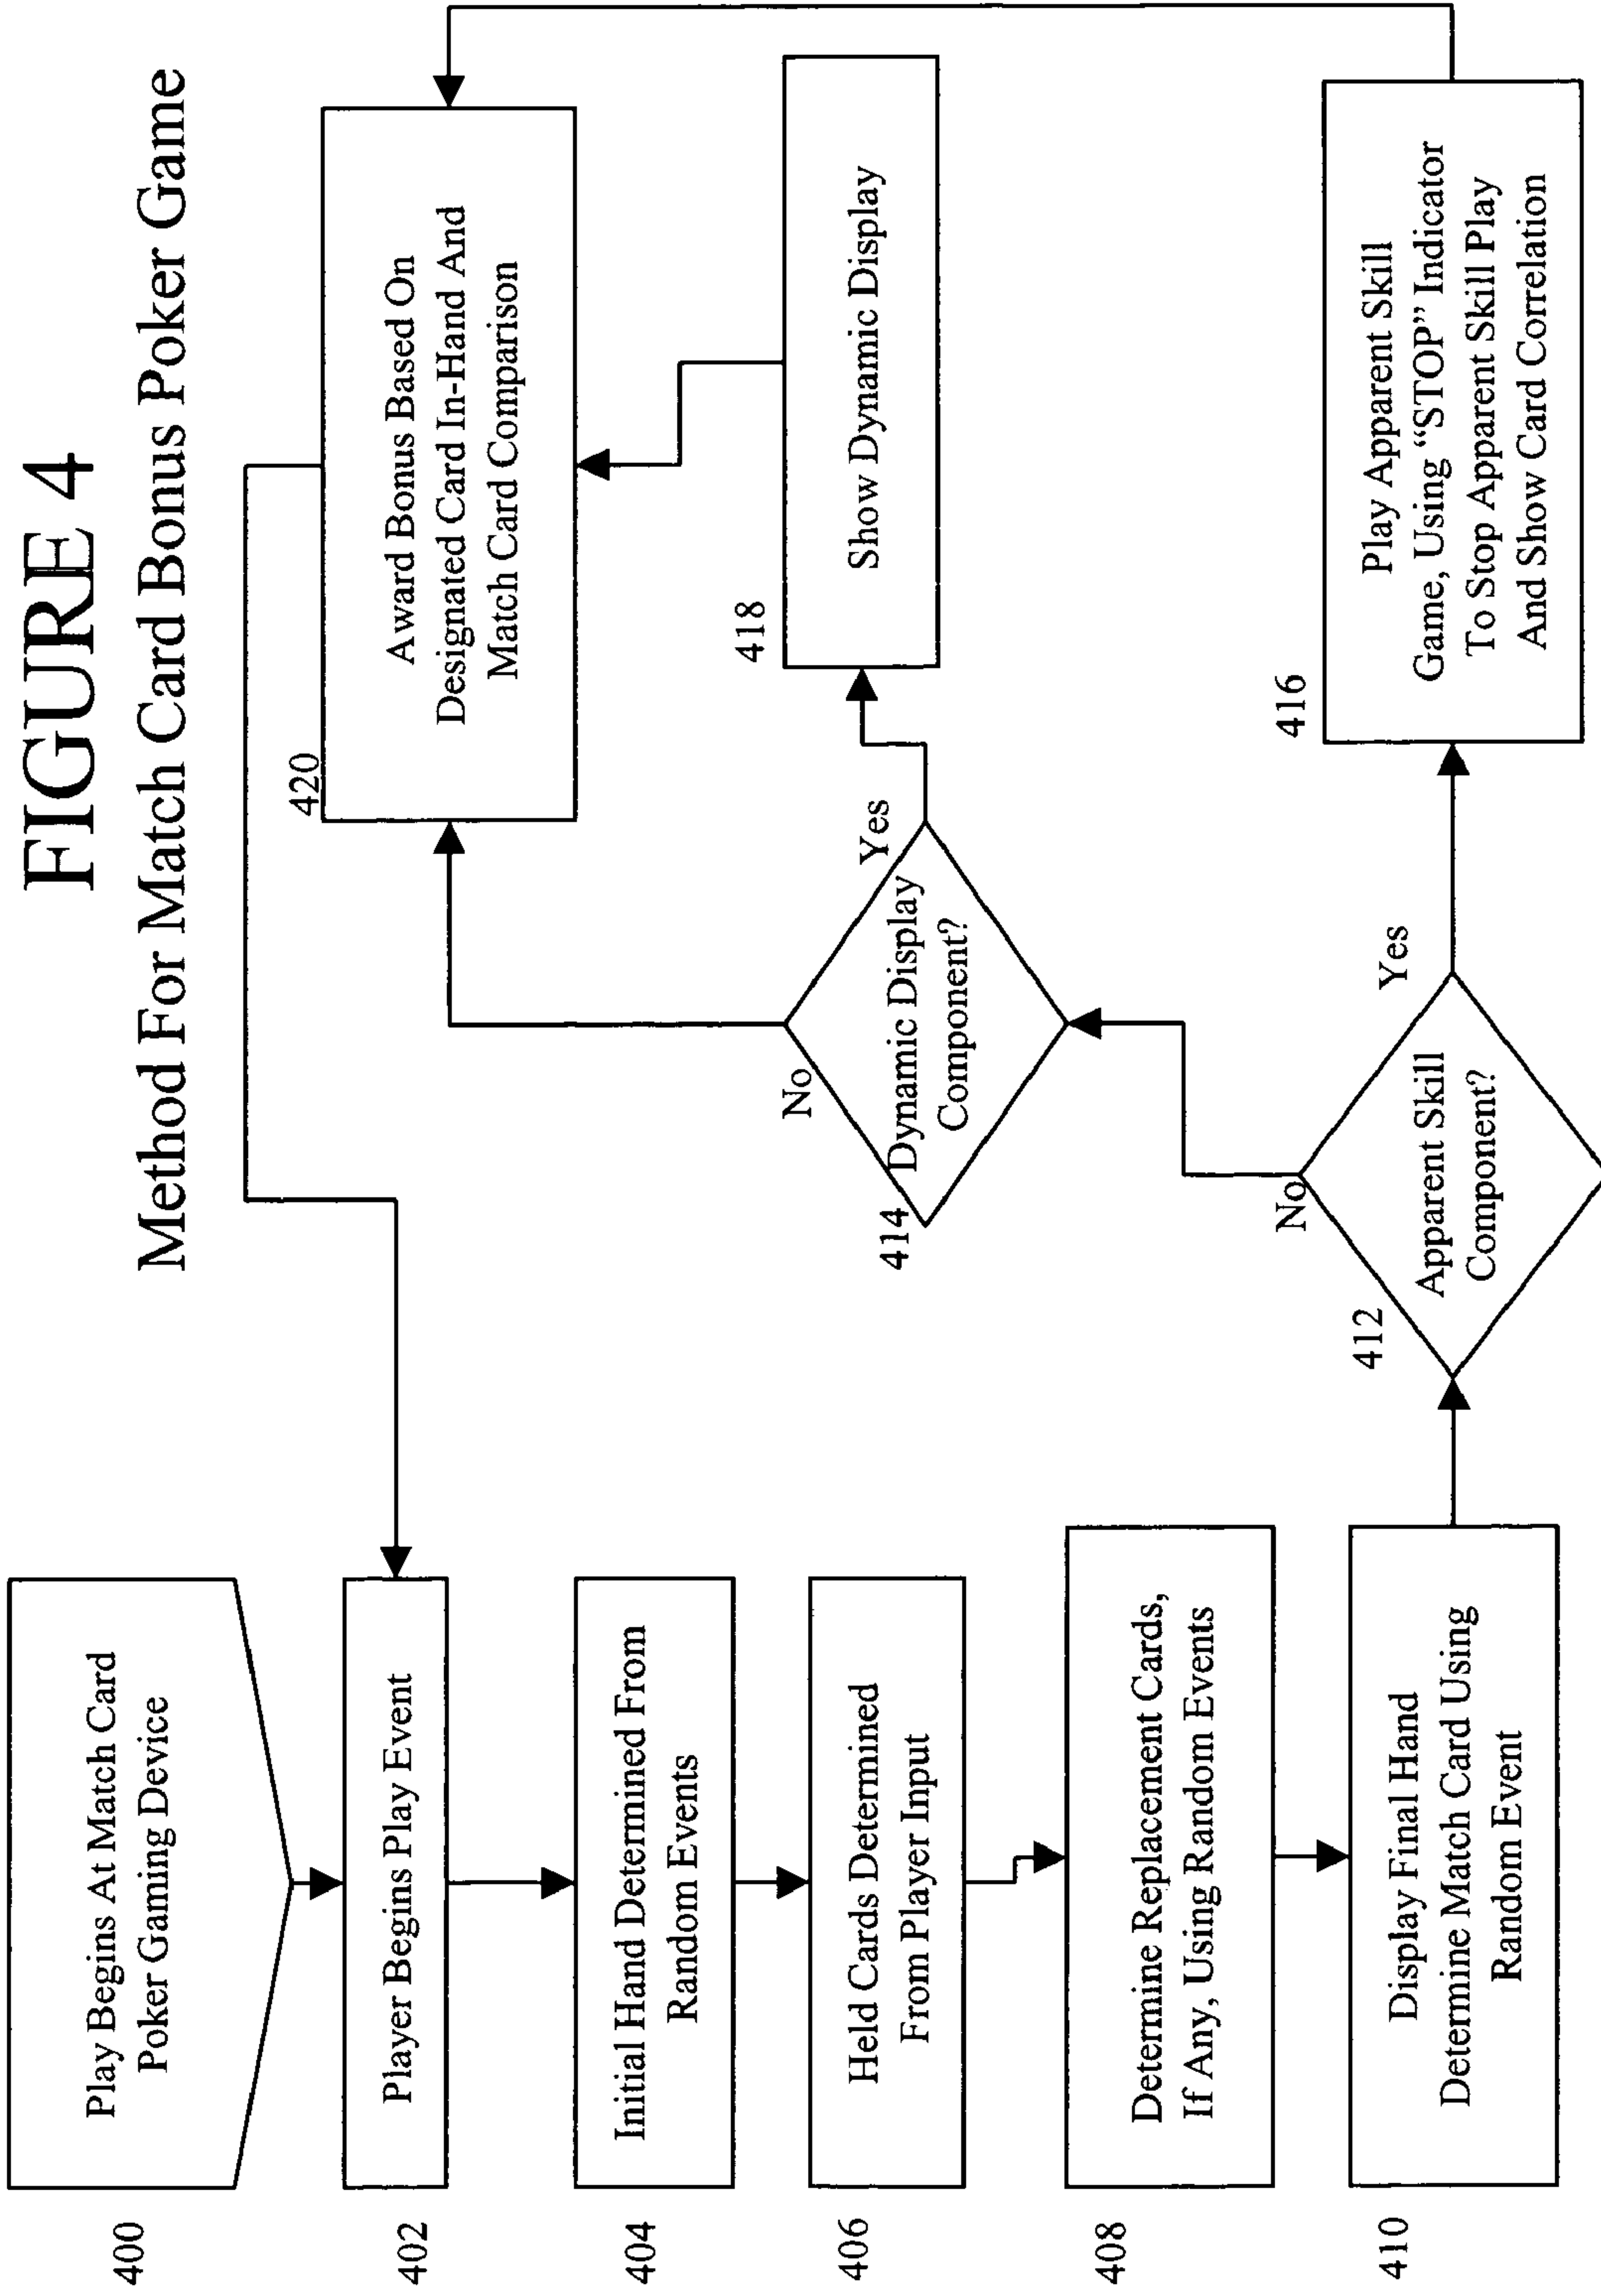 FIGURE 4
Method For Match Card Bonus Poker Game
400
Play Begins At Match Card
Poker Gaming Device
402
Player Begins Play Event
404
Initial Hand Determined From
Random Events
406
Held Cards Determined
From Player Input
408
Determine Replacement Cards,
If Any, Using Random Events
410
Display Final Hand
Determine Match Card Using
Random Event
412
Apparent Skill
Component?
No
Yes
414
Dynamic Display
Component?
No
Yes
416
Play Apparent Skill
Game, Using “STOP” Indicator
To Stop Apparent Skill Play
And Show Card Correlation
418
Show Dynamic Display
420
Award Bonus Based On
Designated Card In-Hand And
Match Card Comparison